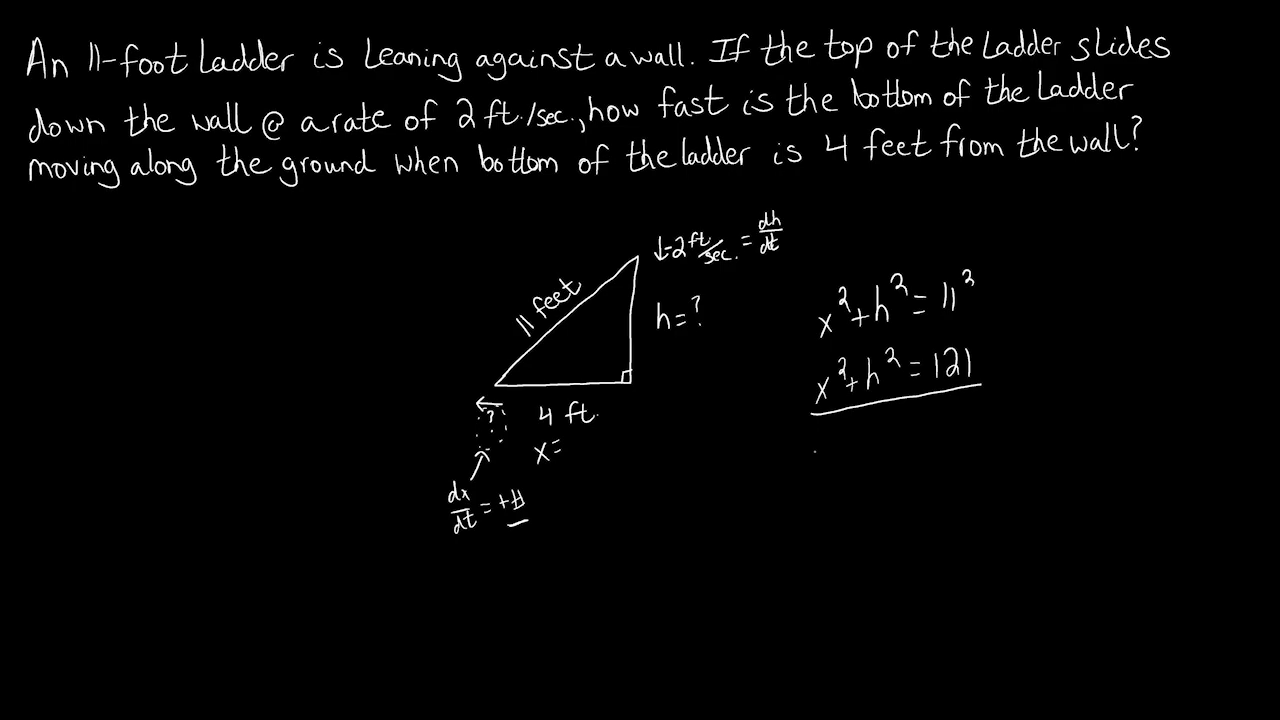 An 11-foot Ladder is Leaning against a wall. If the top of the Ladder slides
down the wall @ a rate of 2 ft./sec., how fast is the bottom of the Ladder
moving along the ground when bottom of the ladder is 4 feet from the wall?
↓-2 ft/sec. = dh/dt
11 feet
h = ?
x² + h² = 11²
x² + h² = 121
?
4 ft.
x =
dx/dt = +